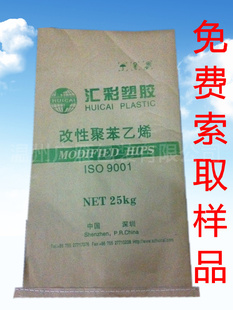 HUICAI
汇彩塑胶
HUICAI PLASTIC
改性聚苯乙烯
MODIFIED HIPS
ISO 9001
NET 25kg
中国 深圳
Shenzhen, P.R.China
免费索取样品